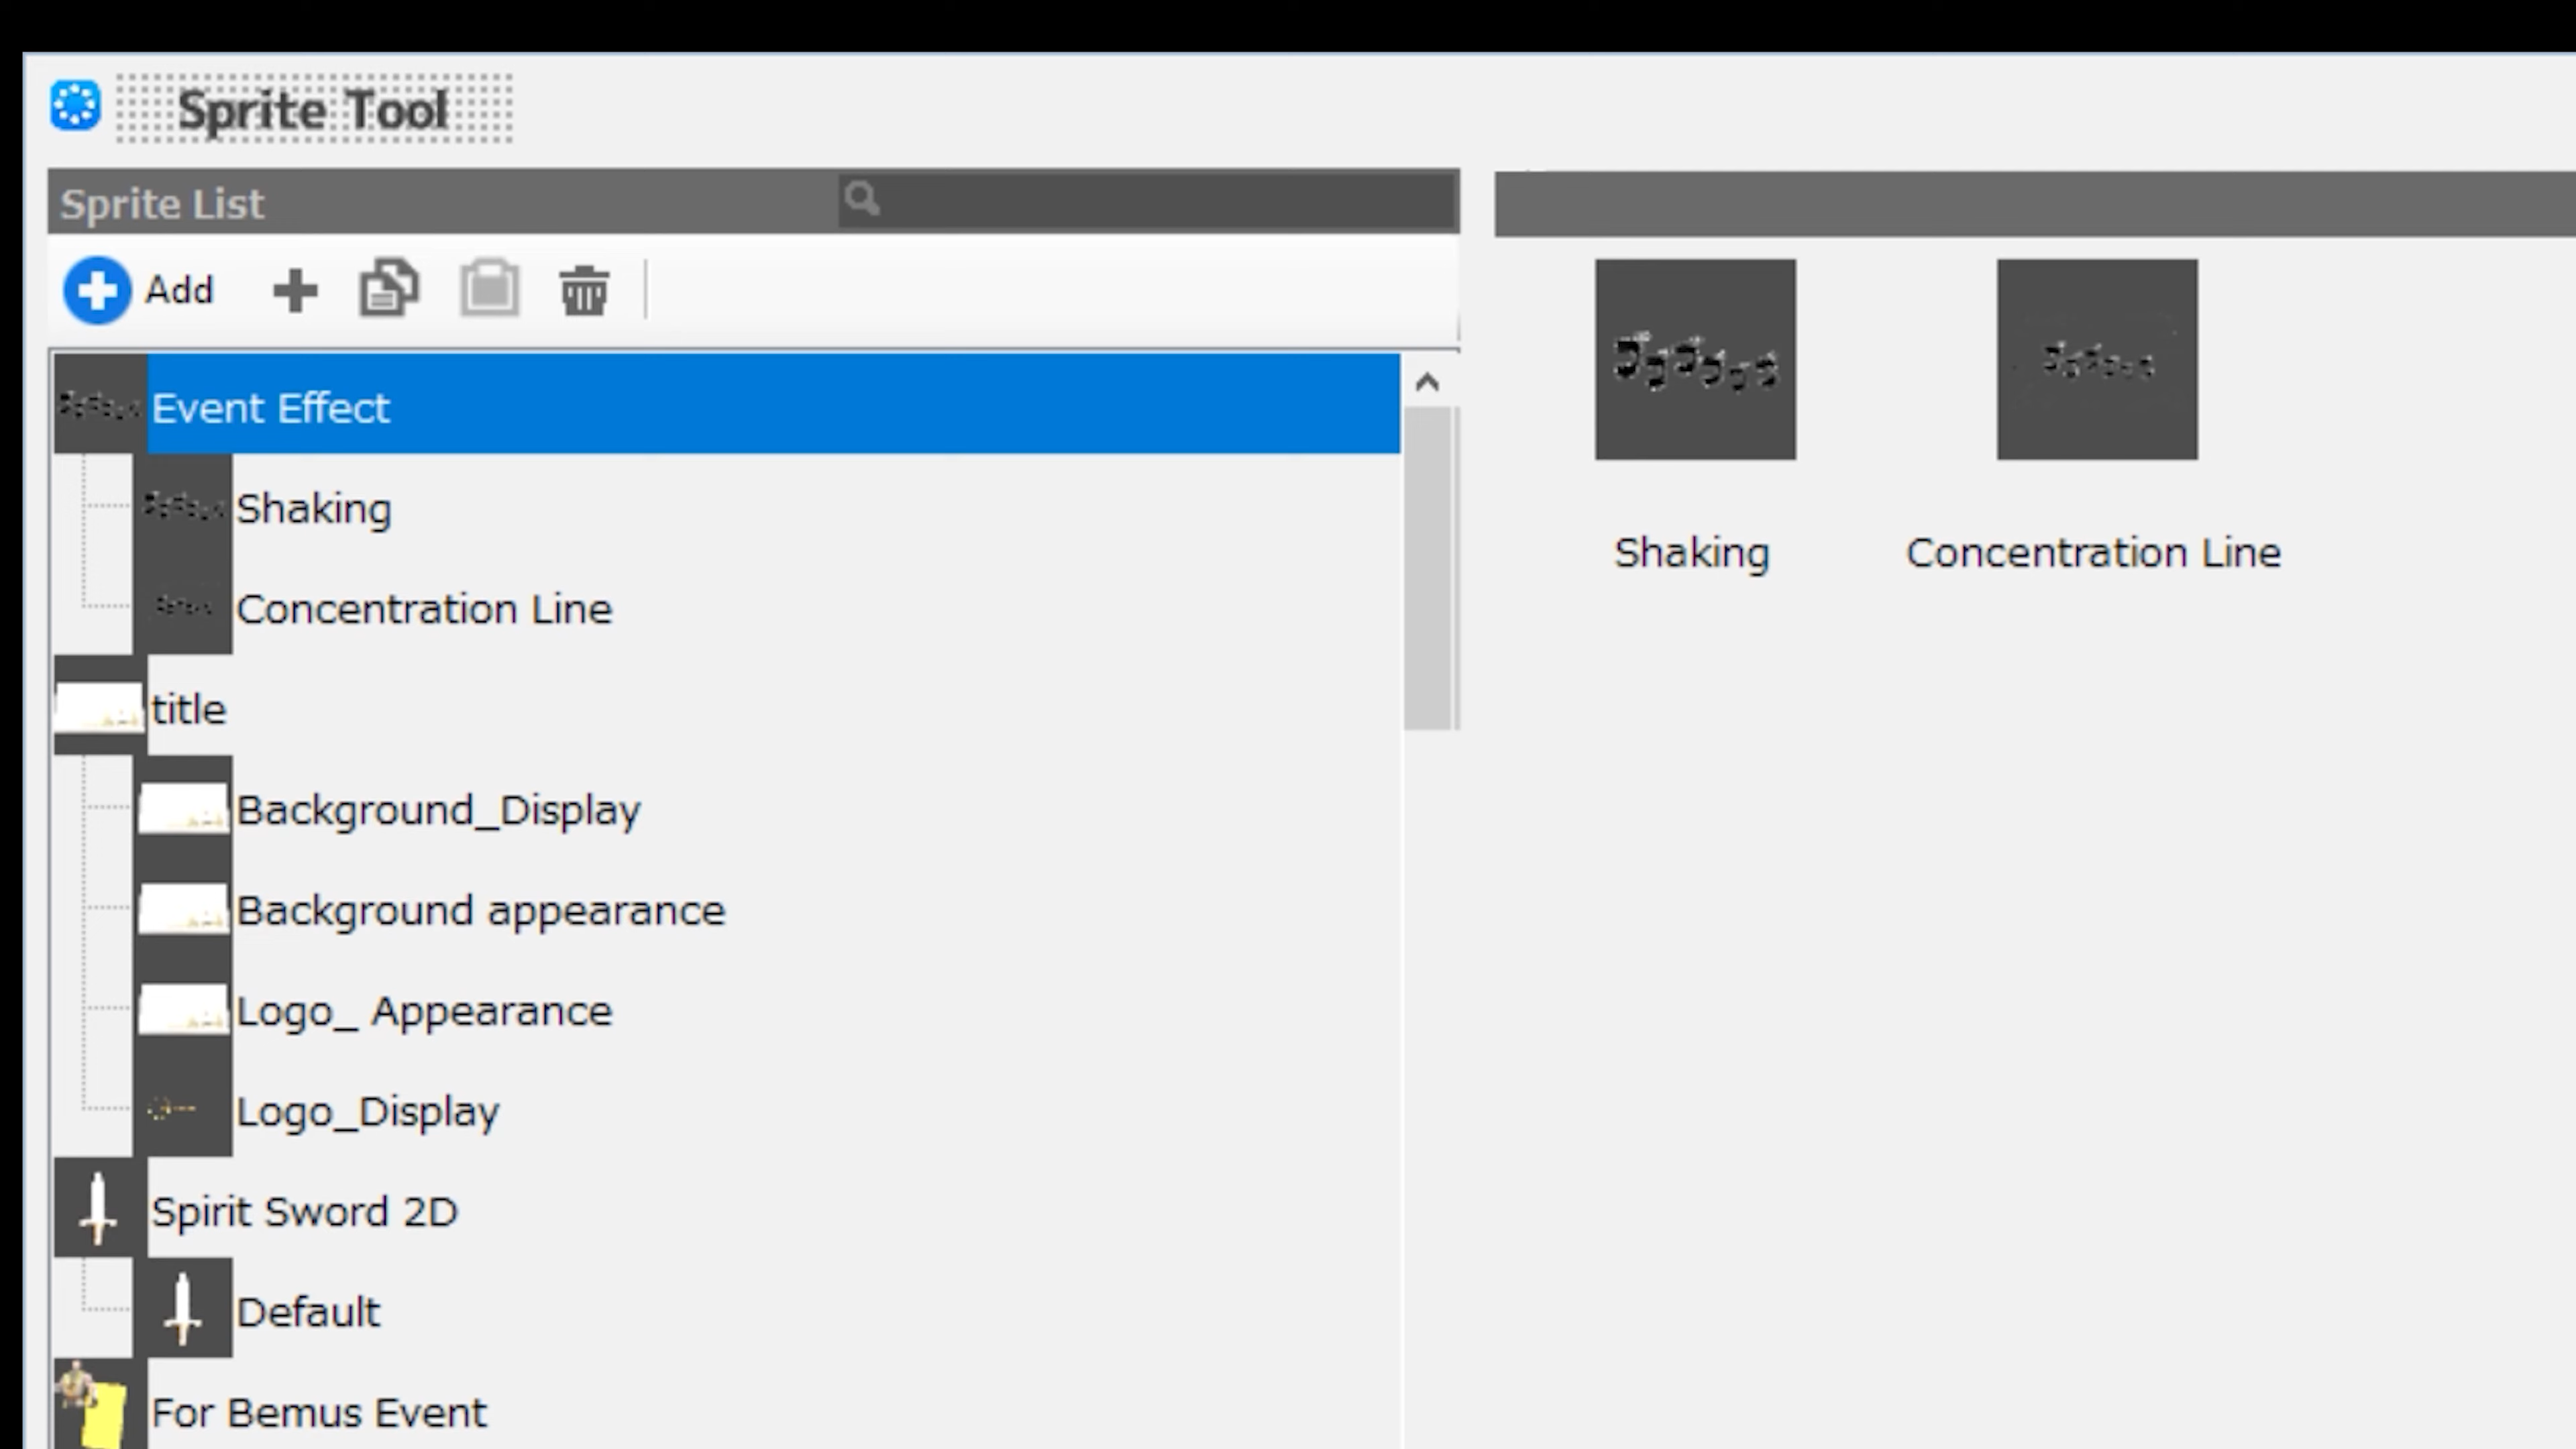 Sprite Tool
Sprite List
Add
Event Effect
Shaking
Concentration Line
title
Background_Display
Background appearance
Logo_ Appearance
Logo_Display
Spirit Sword 2D
Default
For Bemus Event
Shaking
Concentration Line